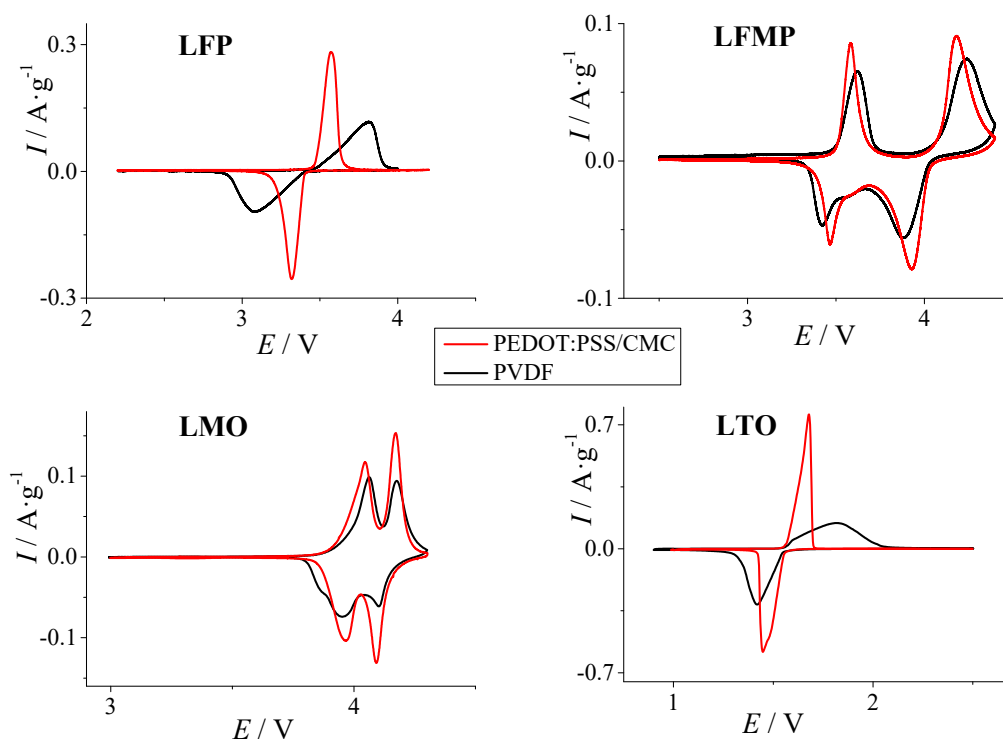 LFP
I / A·g⁻¹
0.3
0.0
-0.3
2
3
4
E / V
LFMP
I / A·g⁻¹
0.1
0.0
-0.1
3
4
E / V
PEDOT:PSS/CMC
PVDF
LMO
I / A·g⁻¹
0.1
0.0
-0.1
3
4
E / V
LTO
I / A·g⁻¹
0.7
0.0
-0.7
1
2
E / V